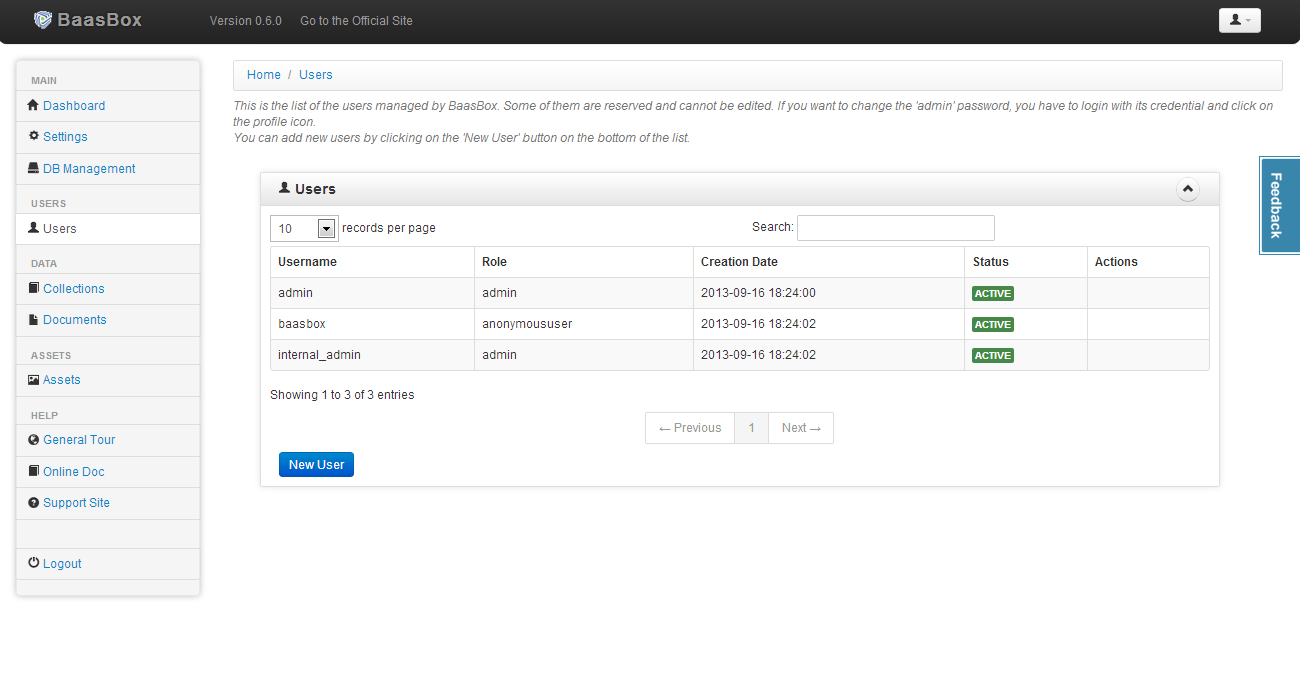 BaasBox Version 0.6.0 Go to the Official Site
MAIN
Dashboard
Settings
DB Management
USERS
Users
DATA
Collections
Documents
ASSETS
Assets
HELP
General Tour
Online Doc
Support Site
Logout
Home / Users
This is the list of the users managed by BaasBox. Some of them are reserved and cannot be edited. If you want to change the 'admin' password, you have to login with its credential and click on
the profile icon.
You can add new users by clicking on the 'New User' button on the bottom of the list.
Users
10 records per page Search:
Username Role Creation Date Status Actions
admin admin 2013-09-16 18:24:00 ACTIVE
baasbox anonymoususer 2013-09-16 18:24:02 ACTIVE
internal_admin admin 2013-09-16 18:24:02 ACTIVE
Showing 1 to 3 of 3 entries
← Previous 1 Next →
New User
Feedback